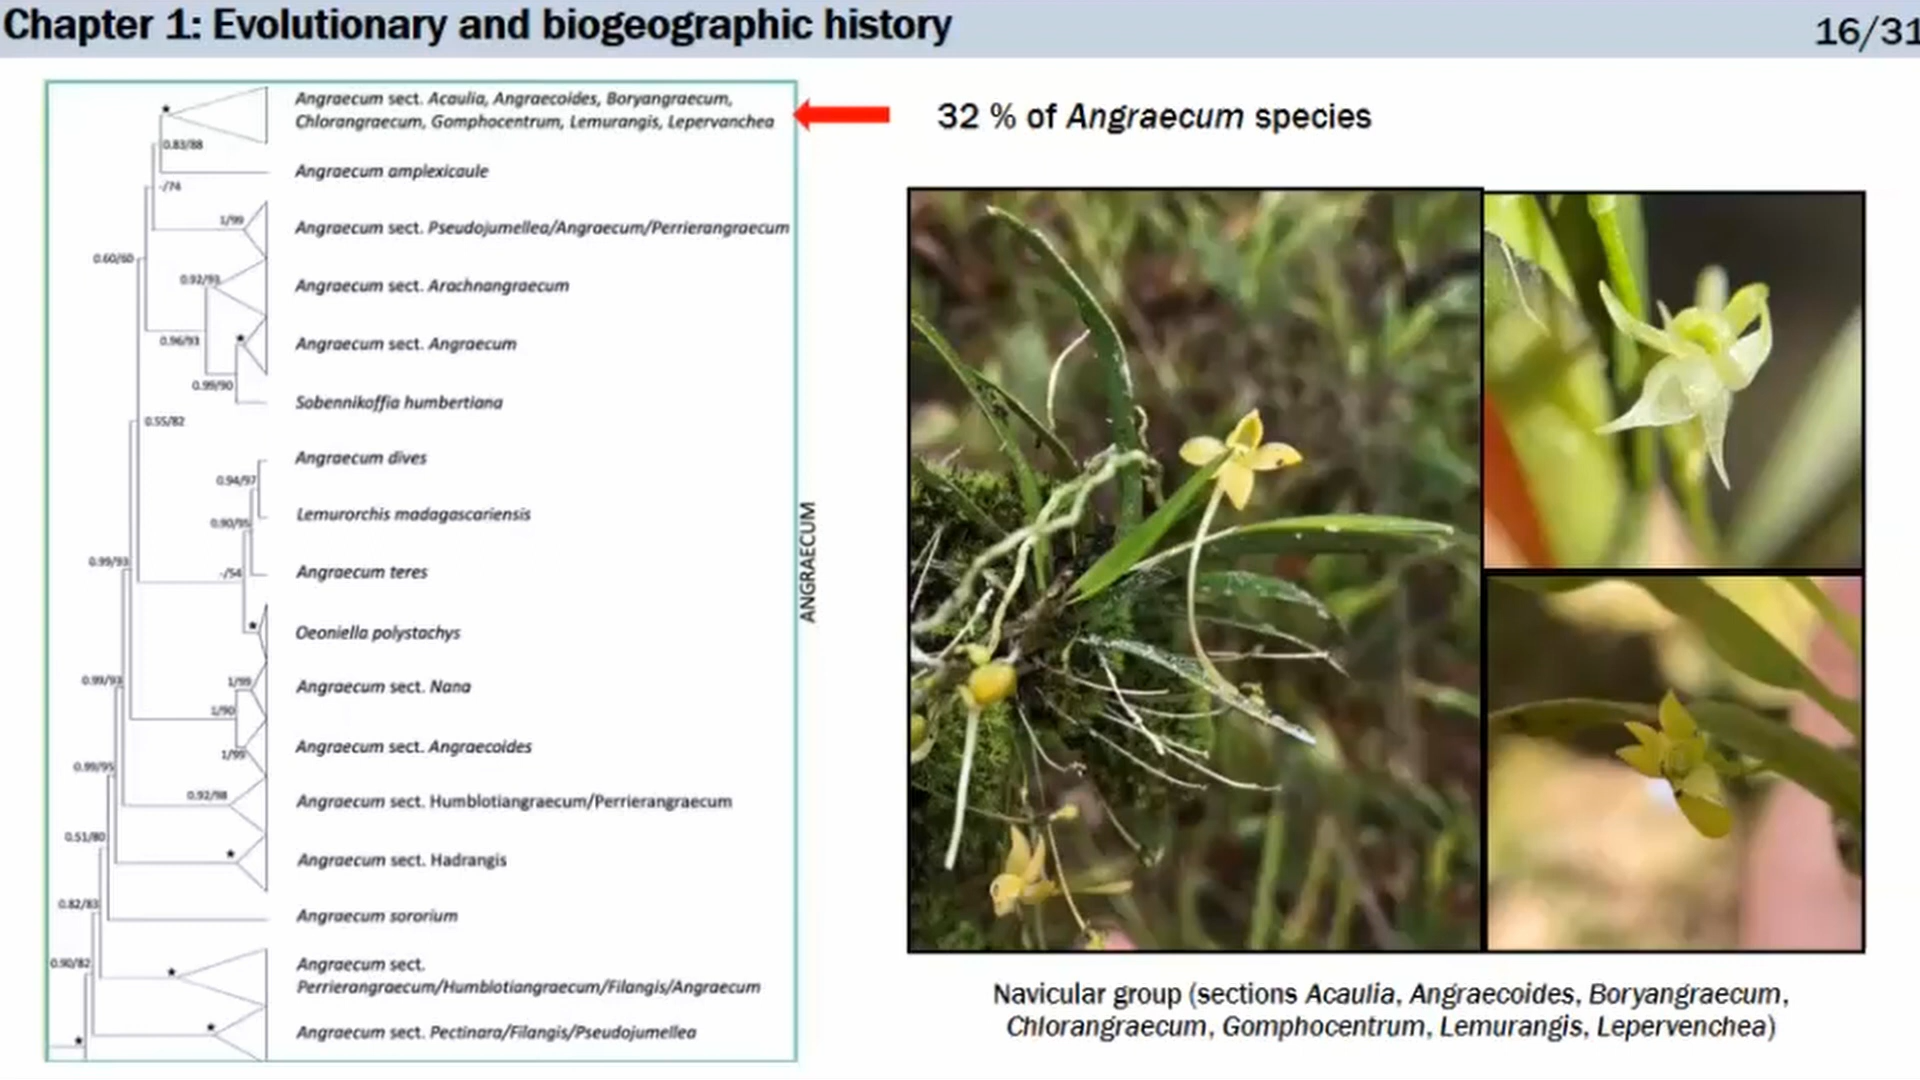 Chapter 1: Evolutionary and biogeographic history
16/31
Angraecum sect. Acaulia, Angraecoides, Boryangraecum,
Chlorangraecum, Gomphocentrum, Lemurangis, Lepervanchea
0.83/88
Angraecum amplexicaule
-/74
1/99
Angraecum sect. Pseudojumellea/Angraecum/Perrierangraecum
0.60/60
0.92/93
Angraecum sect. Arachnangraecum
0.96/93
Angraecum sect. Angraecum
0.99/90
Sobennikoffia humbertiana
0.55/82
Angraecum dives
0.94/97
Lemurorchis madagascariensis
0.90/95
0.99/93
Angraecum teres
-/54
Oeoniella polystachys
0.99/93
1/99
Angraecum sect. Nana
1/90
Angraecum sect. Angraecoides
1/99
0.99/95
0.92/98
Angraecum sect. Humblotiangraecum/Perrierangraecum
0.51/80
Angraecum sect. Hadrangis
0.82/83
Angraecum sororium
0.90/82
Angraecum sect.
Perrierangraecum/Humblotiangraecum/Filangis/Angraecum
Angraecum sect. Pectinara/Filangis/Pseudojumellea
ANGRAECUM
32 % of Angraecum species
Navicular group (sections Acaulia, Angraecoides, Boryangraecum,
Chlorangraecum, Gomphocentrum, Lemurangis, Lepervenchea)